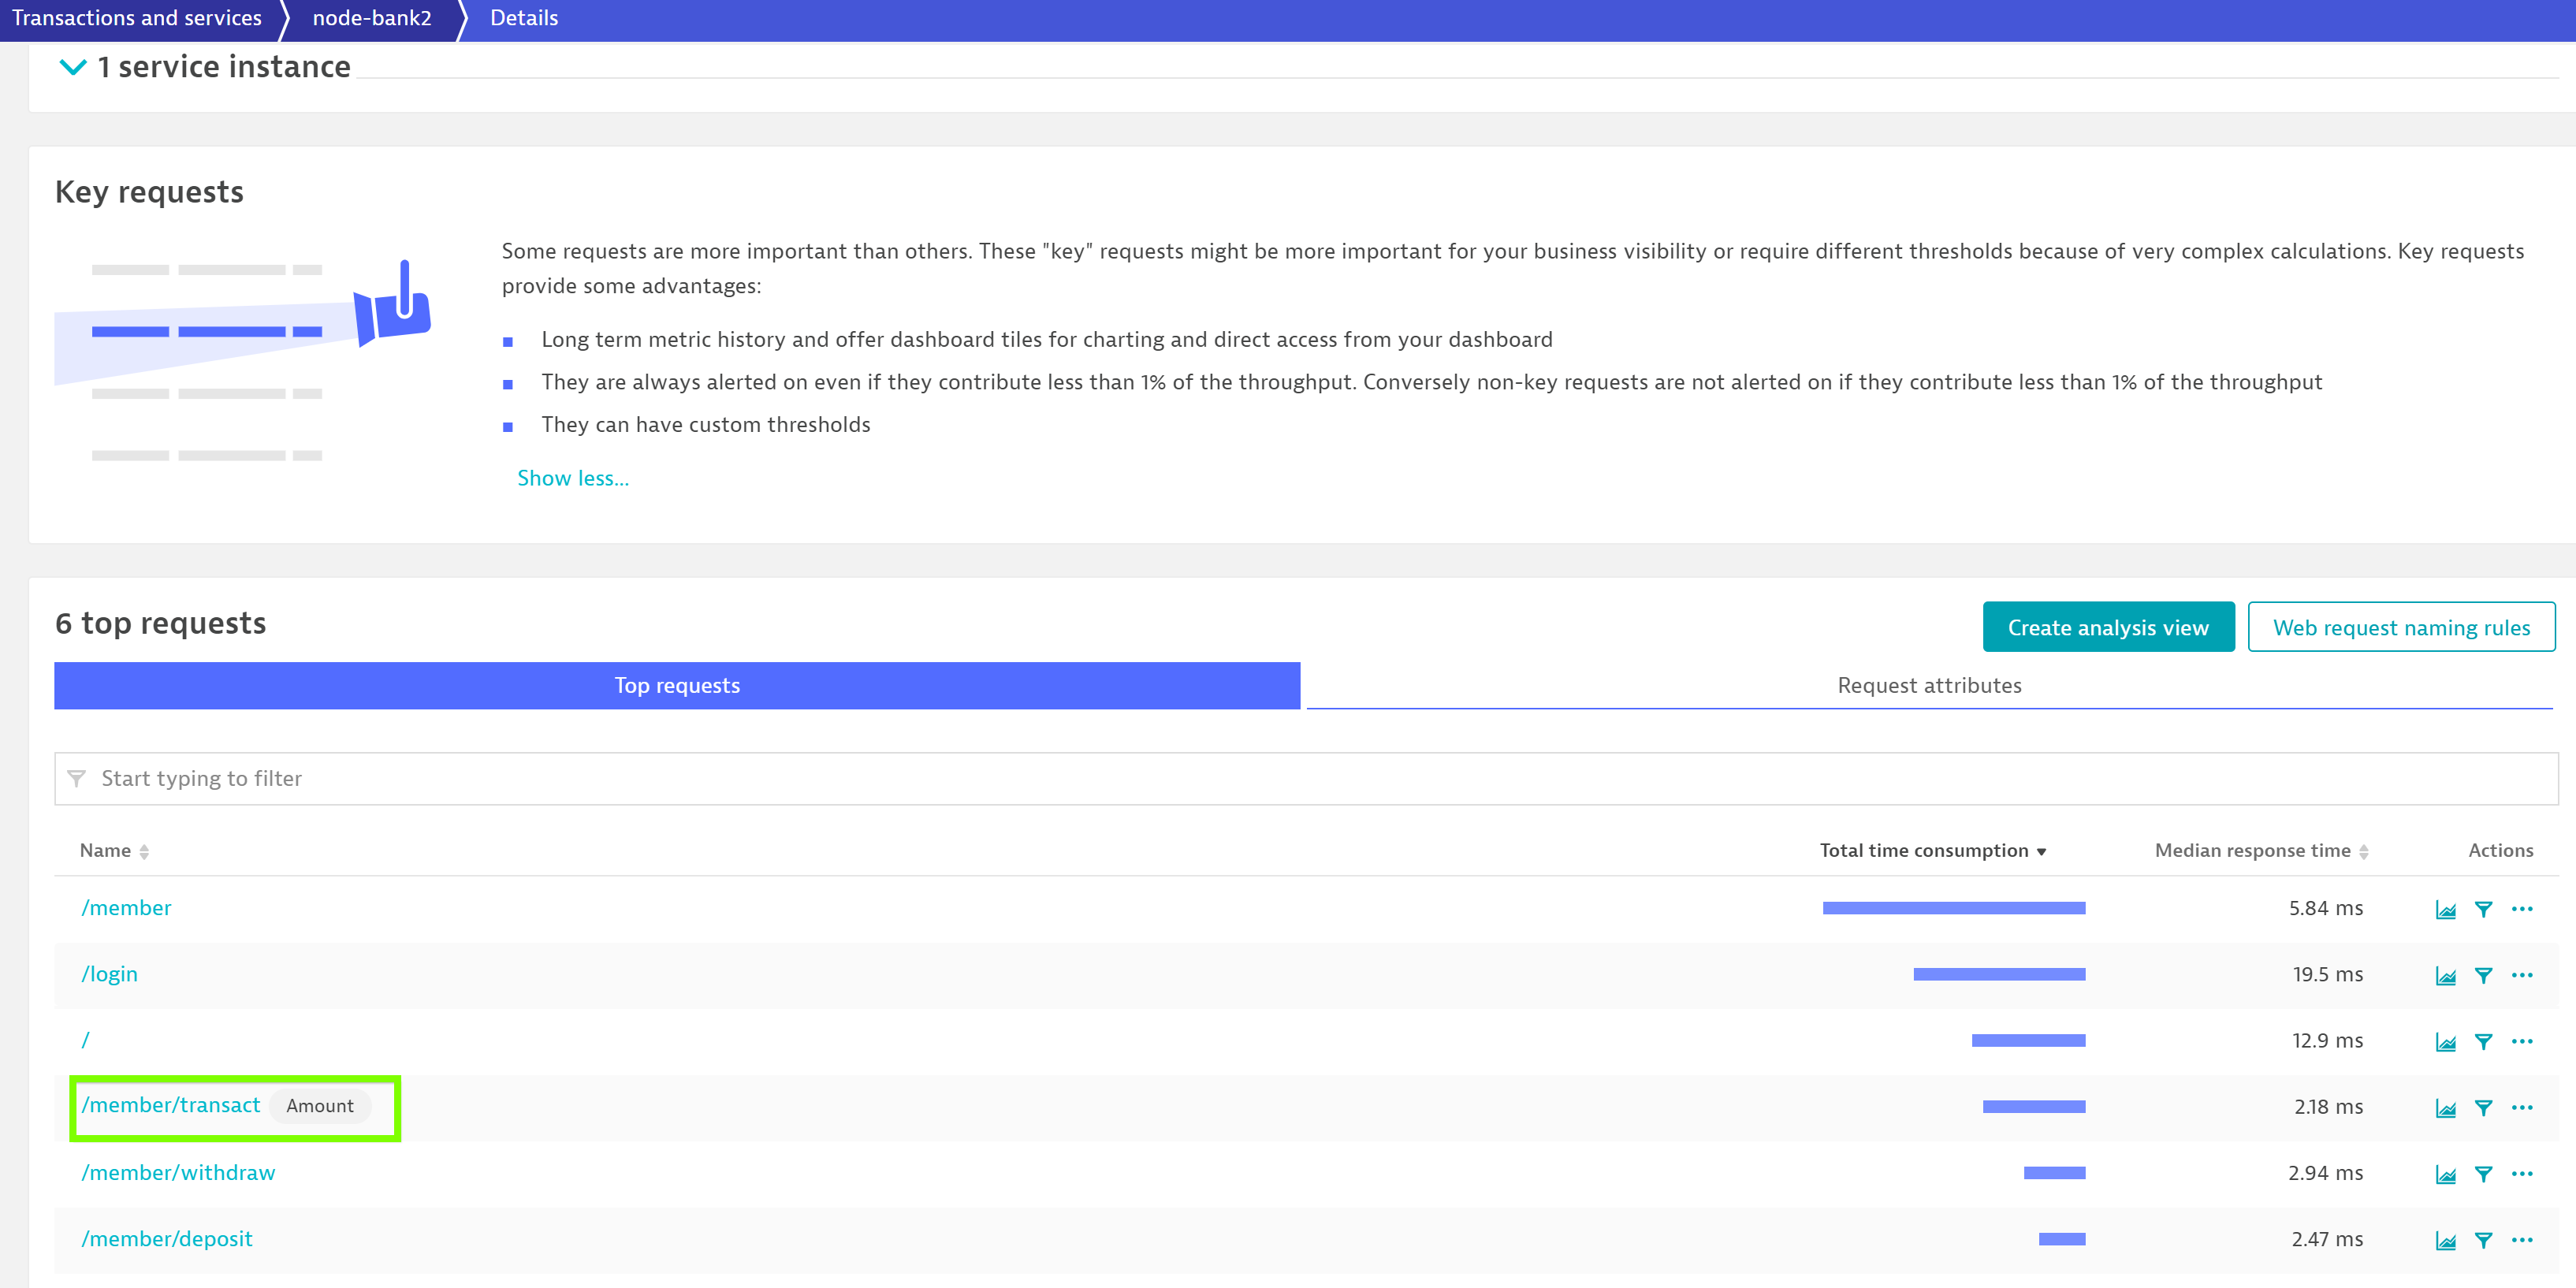 Transactions and services node-bank2 Details
1 service instance
Key requests
Some requests are more important than others. These "key" requests might be more important for your business visibility or require different thresholds because of very complex calculations. Key requests
provide some advantages:
Long term metric history and offer dashboard tiles for charting and direct access from your dashboard
They are always alerted on even if they contribute less than 1% of the throughput. Conversely non-key requests are not alerted on if they contribute less than 1% of the throughput
They can have custom thresholds
Show less...
6 top requests Create analysis view Web request naming rules
Top requests Request attributes
Start typing to filter
Name Total time consumption Median response time Actions
/member 5.84 ms
/login 19.5 ms
/ 12.9 ms
/member/transact Amount 2.18 ms
/member/withdraw 2.94 ms
/member/deposit 2.47 ms